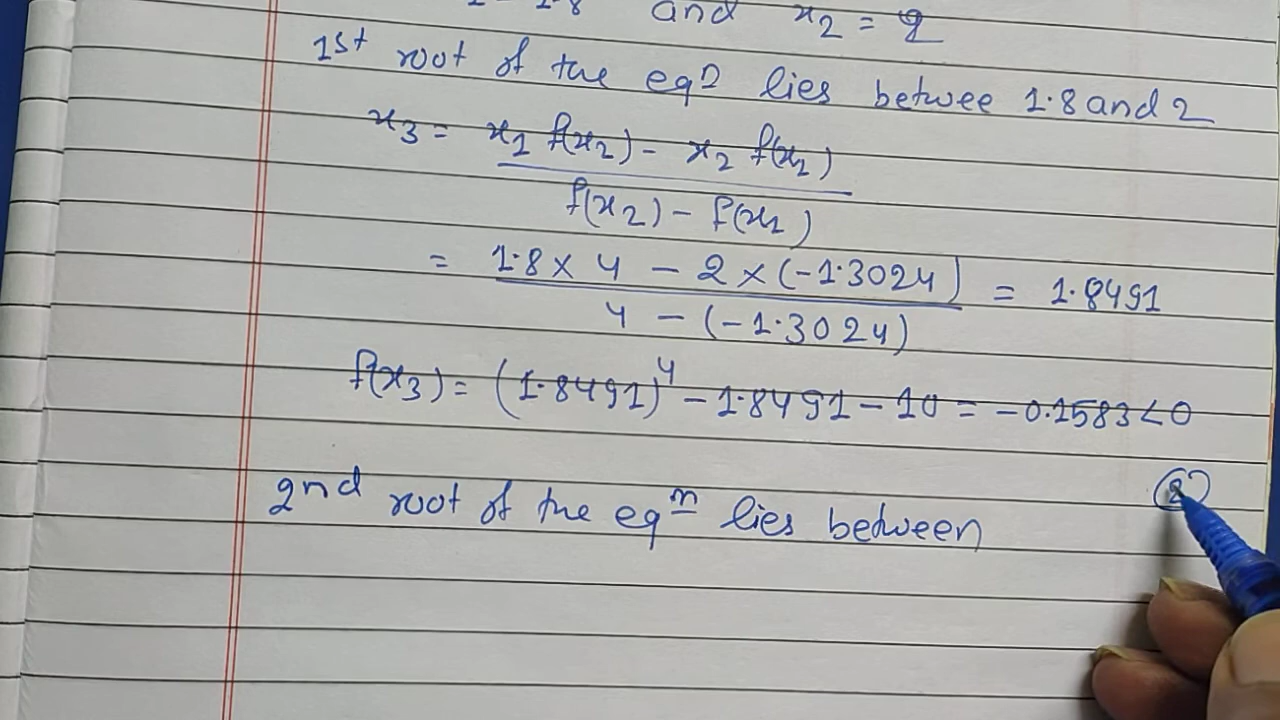 1.8 and x₂ = 2
1st root of the eqn lies betwee 1.8 and 2
x₃ = x₁ f(x₂) - x₂ f(x₁)
f(x₂) - f(x₁)
= 1.8 × 4 - 2 × (-1.3024) = 1.8491
4 - (-1.3024)
f(x₃) = (1.8491)⁴ - 1.8491 - 10 = -0.1583 < 0
2nd root of the eqn lies between